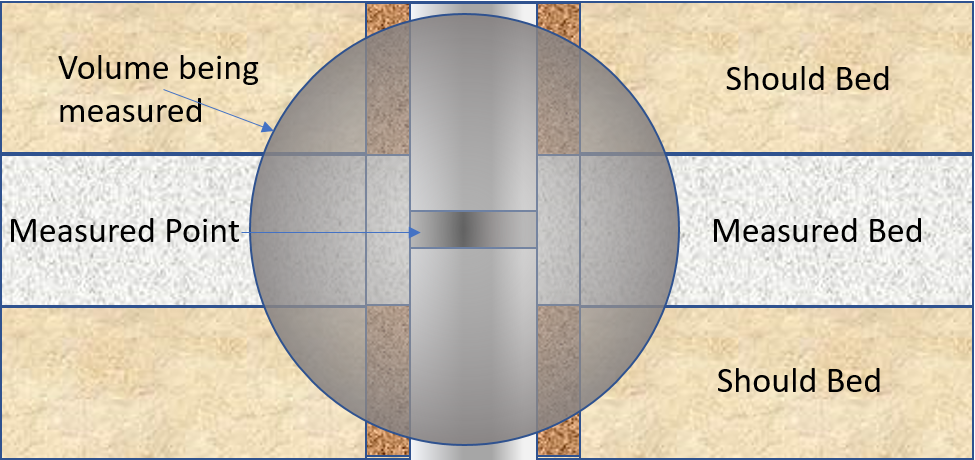 Volume being
measured
Should Bed
Measured Point
Measured Bed
Should Bed